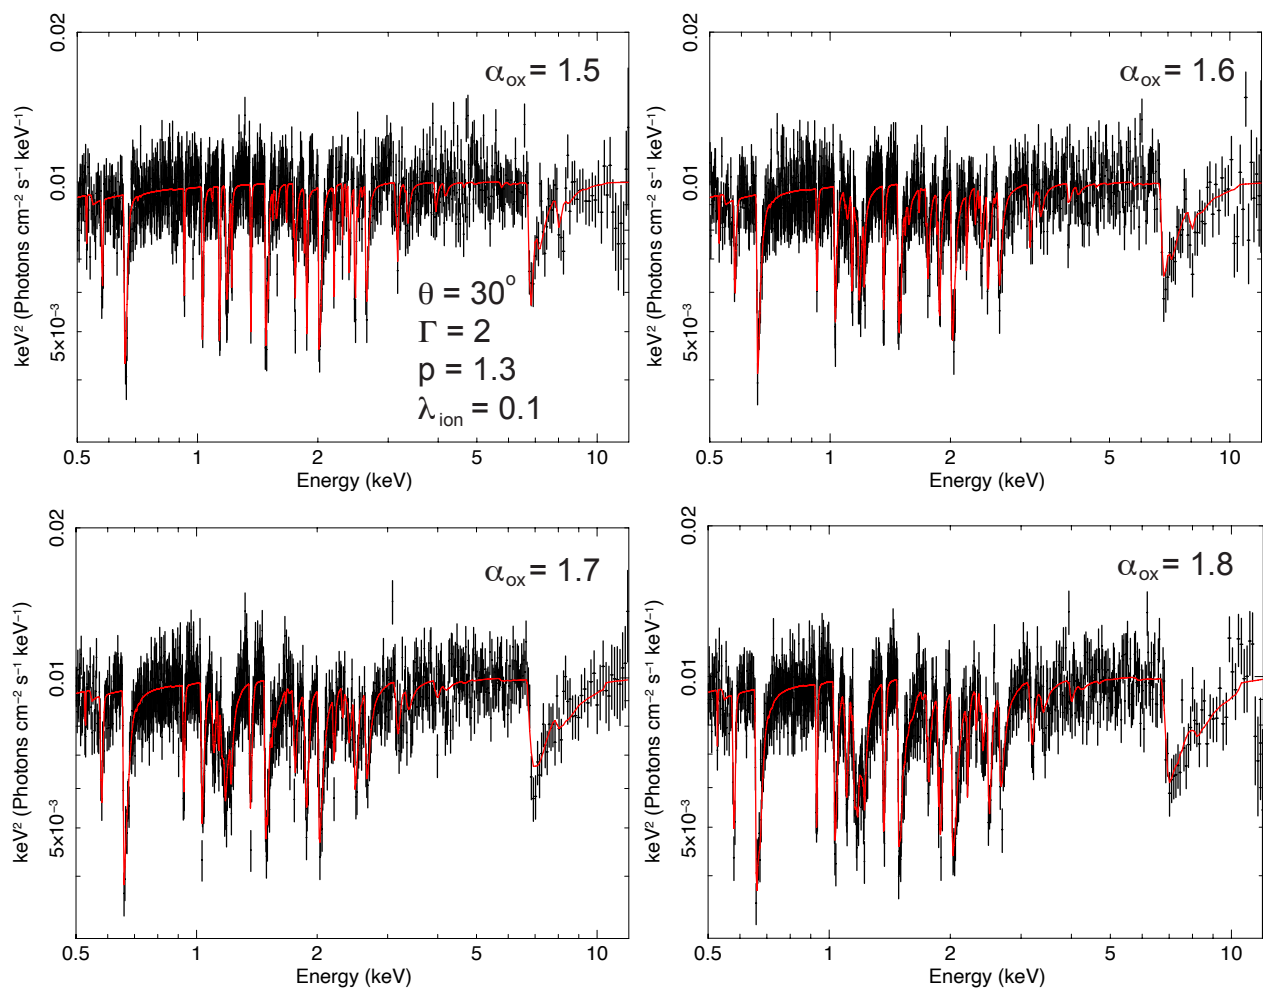 0.02
α_ox = 1.5
keV² (Photons cm⁻² s⁻¹ keV⁻¹)
0.01
5×10⁻³
θ = 30°
Γ = 2
p = 1.3
λ_ion = 0.1
0.5 1 2 5 10
Energy (keV)
0.02
α_ox = 1.6
keV² (Photons cm⁻² s⁻¹ keV⁻¹)
0.01
5×10⁻³
0.5 1 2 5 10
Energy (keV)
0.02
α_ox = 1.7
keV² (Photons cm⁻² s⁻¹ keV⁻¹)
0.01
5×10⁻³
0.5 1 2 5 10
Energy (keV)
0.02
α_ox = 1.8
keV² (Photons cm⁻² s⁻¹ keV⁻¹)
0.01
5×10⁻³
0.5 1 2 5 10
Energy (keV)